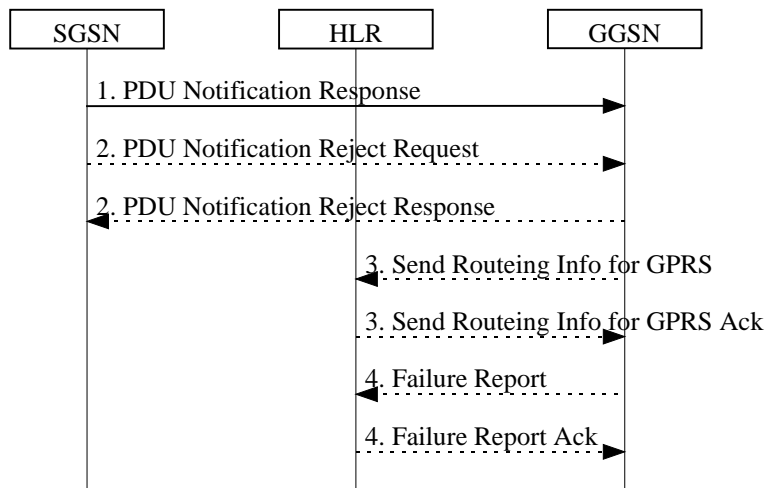 SGSN
HLR
GGSN
1. PDU Notification Response
2. PDU Notification Reject Request
2. PDU Notification Reject Response
3. Send Routeing Info for GPRS
3. Send Routeing Info for GPRS Ack
4. Failure Report
4. Failure Report Ack